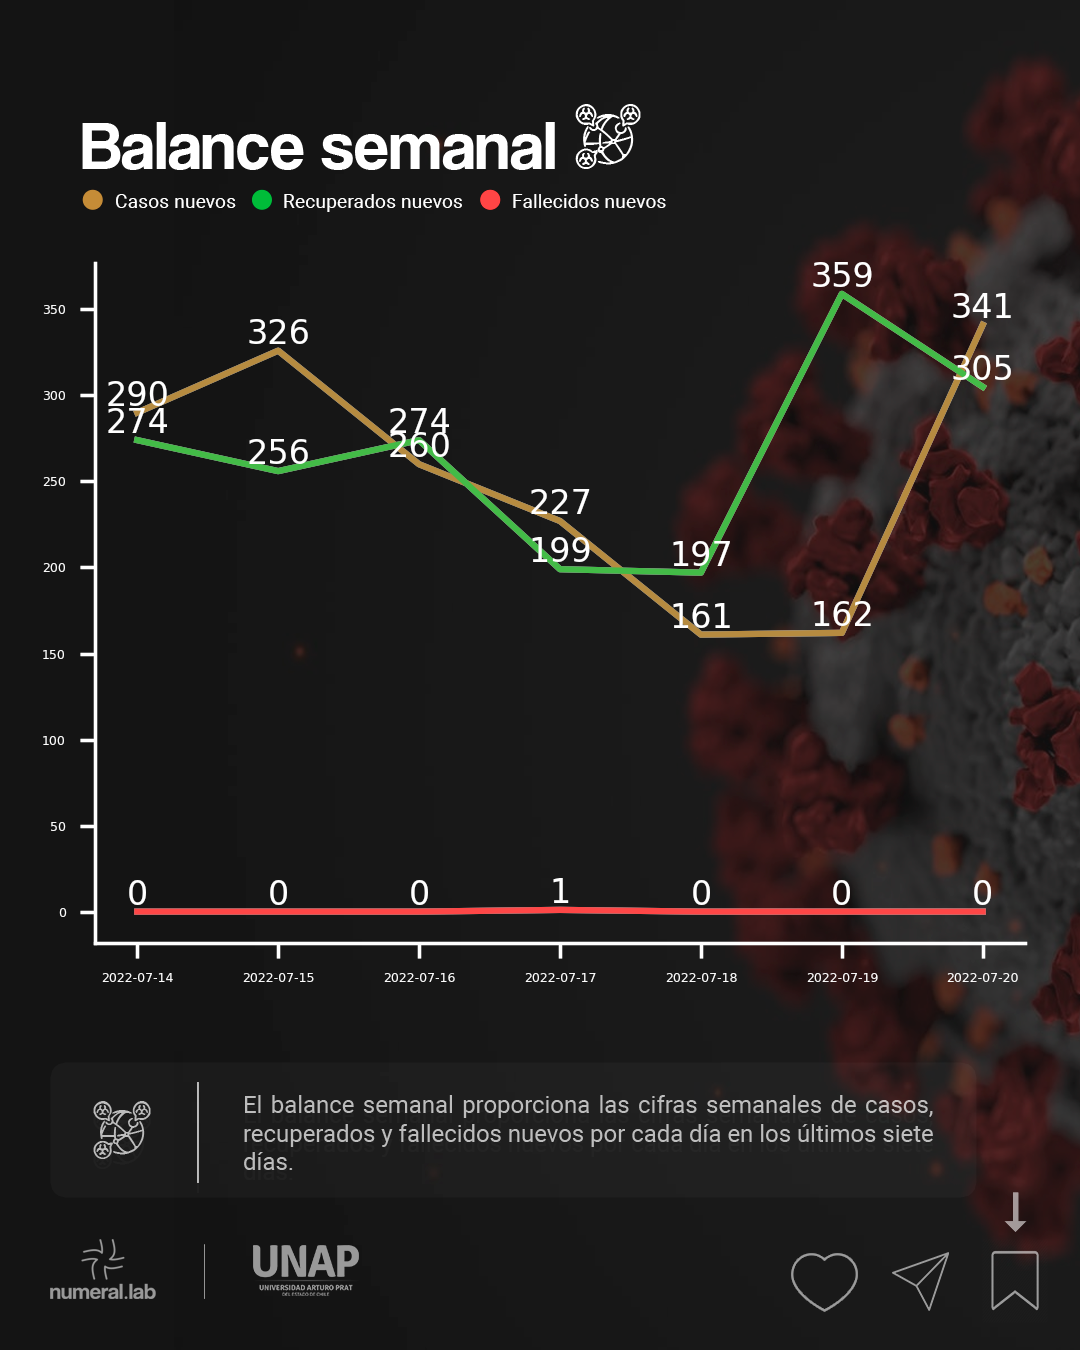 Balance semanal
Casos nuevos Recuperados nuevos Fallecidos nuevos
359
350
341
326
305
300
290
274
274
260
256
250
227
200
199
197
161
162
150
100
50
0
0 0 0 1 0 0 0
2022-07-14 2022-07-15 2022-07-16 2022-07-17 2022-07-18 2022-07-19 2022-07-20
El balance semanal proporciona las cifras semanales de casos,
recuperados y fallecidos nuevos por cada día en los últimos siete
días.
numeral.lab
UNAP
UNIVERSIDAD ARTURO PRAT
DEL ESTADO DE CHILE